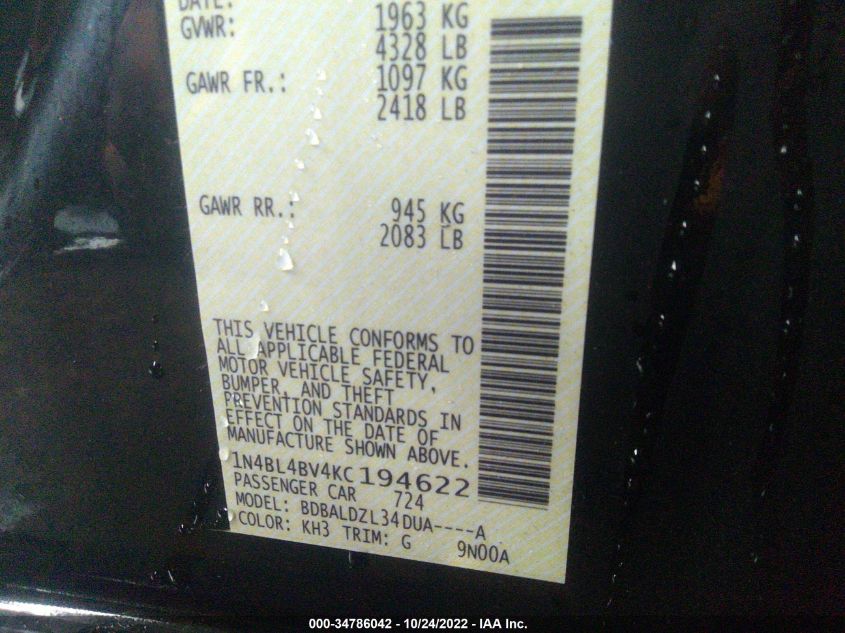 DATE:
GVWR: 1963 KG
4328 LB
GAWR FR.: 1097 KG
2418 LB
GAWR RR.: 945 KG
2083 LB
THIS VEHICLE CONFORMS TO
ALL APPLICABLE FEDERAL
MOTOR VEHICLE SAFETY,
BUMPER, AND THEFT
PREVENTION STANDARDS IN
EFFECT ON THE DATE OF
MANUFACTURE SHOWN ABOVE.
1N4BL4BV4KC194622
PASSENGER CAR 724
MODEL: BDBALDZL34DUA----A
COLOR: KH3 TRIM: G 9N00A
000-34786042 - 10/24/2022 - IAA Inc.